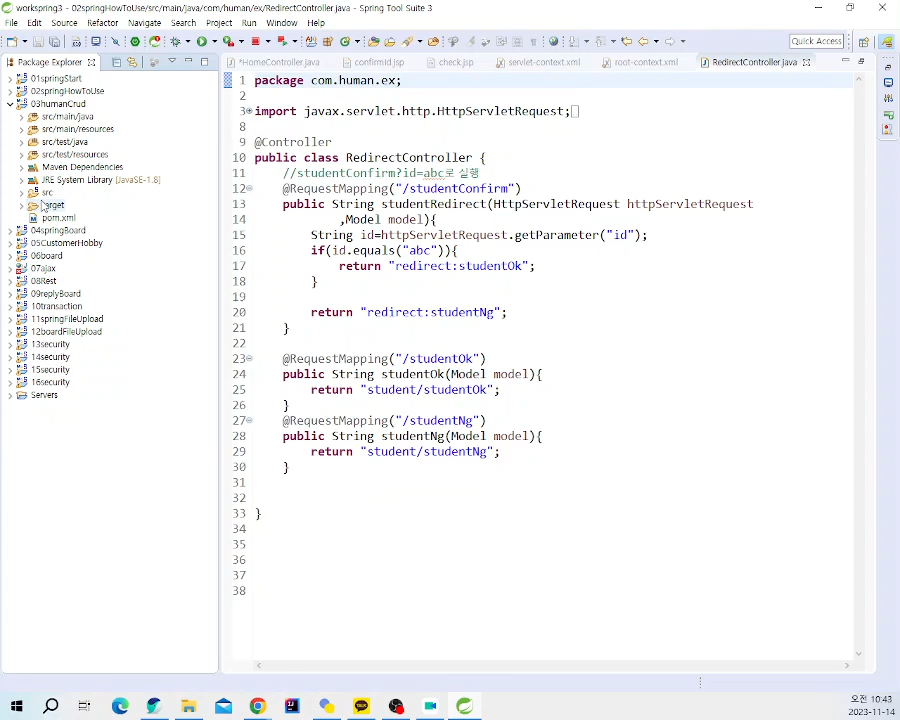 workspring3 - 02springHowToUse/src/main/java/com/human/ex/RedirectController.java - Spring Tool Suite 3
File Edit Source Refactor Navigate Search Project Run Window Help
Quick Access
Package Explorer
*HomeController.java confirmId.jsp check.jsp servlet-context.xml root-context.xml RedirectController.java
01springStart
02springHowToUse
03humanCrud
src/main/java
src/main/resources
src/test/java
src/test/resources
Maven Dependencies
JRE System Library [JavaSE-1.8]
src
target
pom.xml
04springBoard
05CustomerHobby
06board
07ajax
08Rest
09replyBoard
10transaction
11springFileUpload
12boardFileUpload
13security
14security
15security
16security
Servers
1 package com.human.ex;
2
3 import javax.servlet.http.HttpServletRequest;
8
9 @Controller
10 public class RedirectController {
11 //studentConfirm?id=abc로 실행
12 @RequestMapping("/studentConfirm")
13 public String studentRedirect(HttpServletRequest httpServletRequest
14 ,Model model){
15 String id=httpServletRequest.getParameter("id");
16 if(id.equals("abc")){
17 return "redirect:studentOk";
18 }
19
20 return "redirect:studentNg";
21 }
22
23 @RequestMapping("/studentOk")
24 public String studentOk(Model model){
25 return "student/studentOk";
26 }
27 @RequestMapping("/studentNg")
28 public String studentNg(Model model){
29 return "student/studentNg";
30 }
31
32
33 }
34
35
36
37
38
오전 10:43
2023-11-14